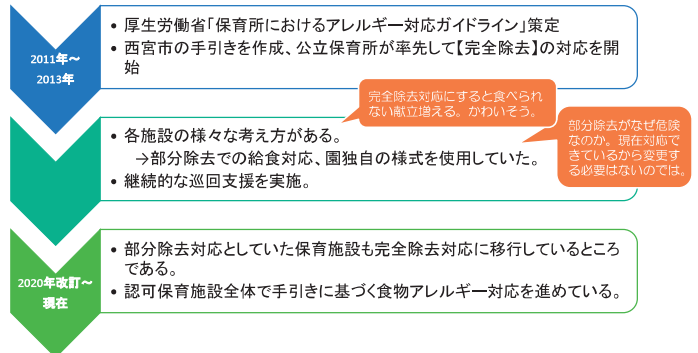 2011年～
2013年
• 厚生労働省「保育所におけるアレルギー対応ガイドライン」策定
• 西宮市の手引きを作成、公立保育所が率先して【完全除去】の対応を開
始
完全除去対応にすると食べられ
ない献立増える。かわいそう。
部分除去がなぜ危険
なのか。現在対応で
きているから変更す
る必要はないのでは。
• 各施設の様々な考え方がある。
→部分除去での給食対応、園独自の様式を使用していた。
• 継続的な巡回支援を実施。
2020年改訂～
現在
• 部分除去対応としていた保育施設も完全除去対応に移行しているところ
である。
• 認可保育施設全体で手引きに基づく食物アレルギー対応を進めている。